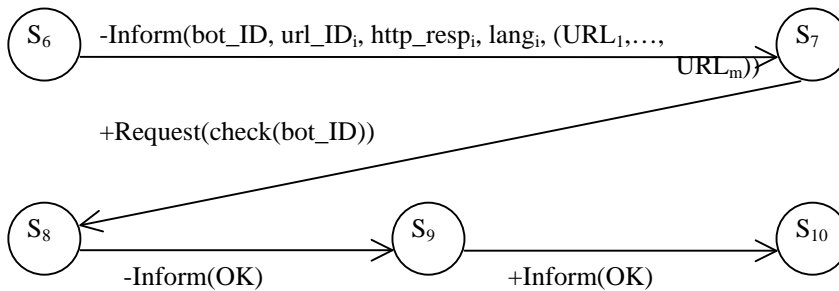 S6 -Inform(bot_ID, url_IDi, http_respi, langi, (URL1,…, S7
URLm))
+Request(check(bot_ID))
S8 S9 S10
-Inform(OK) +Inform(OK)